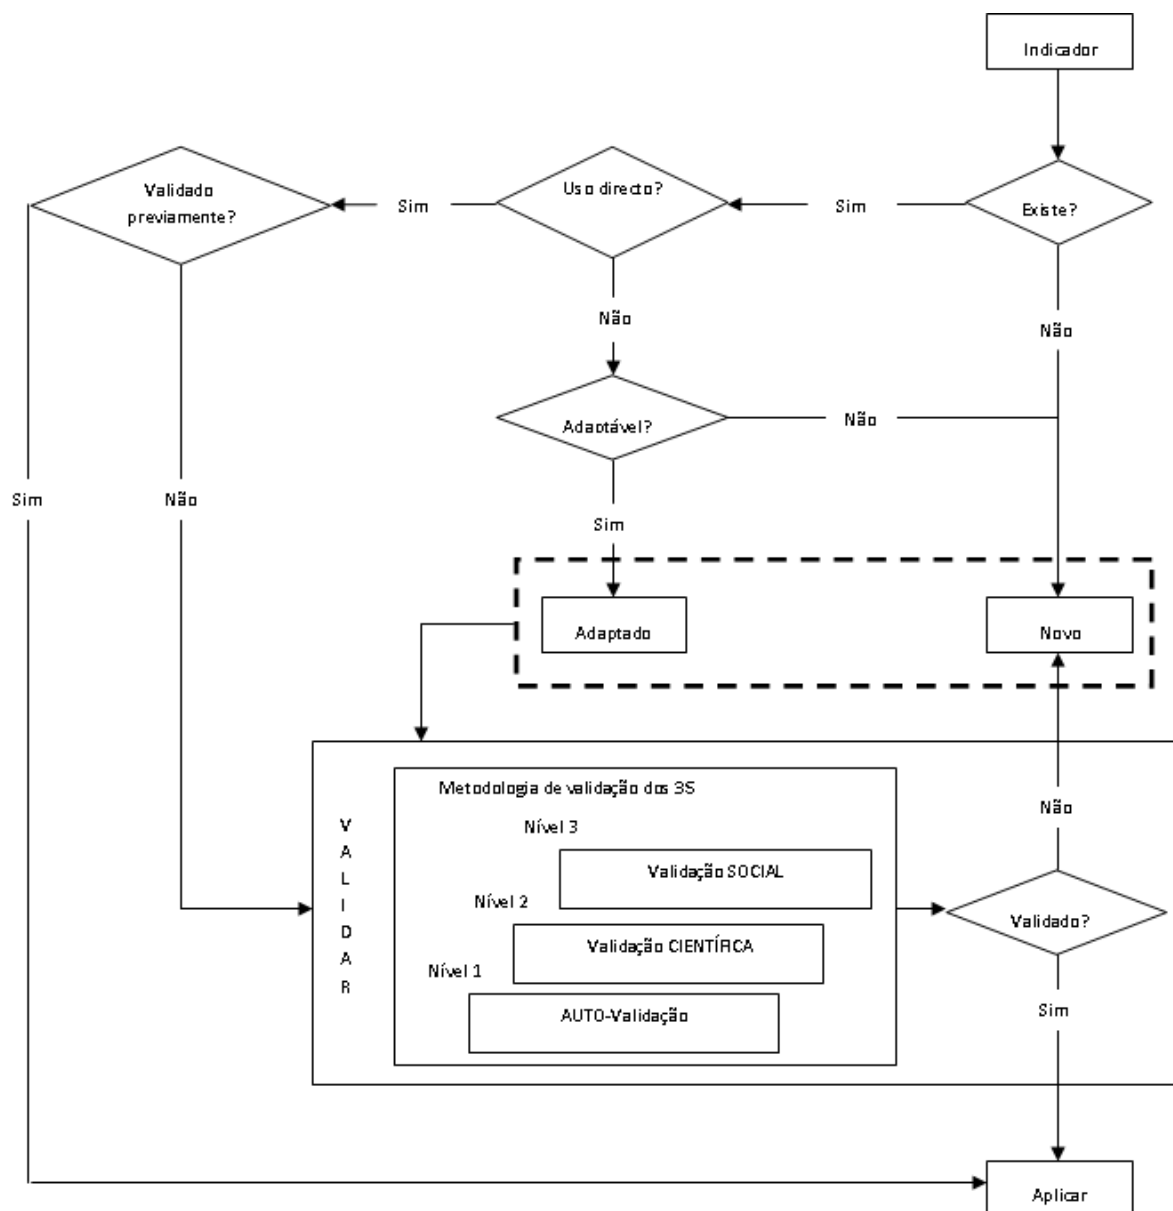 Indicador
Validado
previamente?
Sim
Uso directo?
Sim
Existe?
Não
Não
Adaptável?
Não
Sim
Não
Sim
Adaptado
Novo
Metodologia de validação dos 3S
V
A
L
I
D
A
R
Nível 3
Validação SOCIAL
Nível 2
Validação CIENTÍFICA
Nível 1
AUTO-Validação
Não
Validado?
Sim
Aplicar